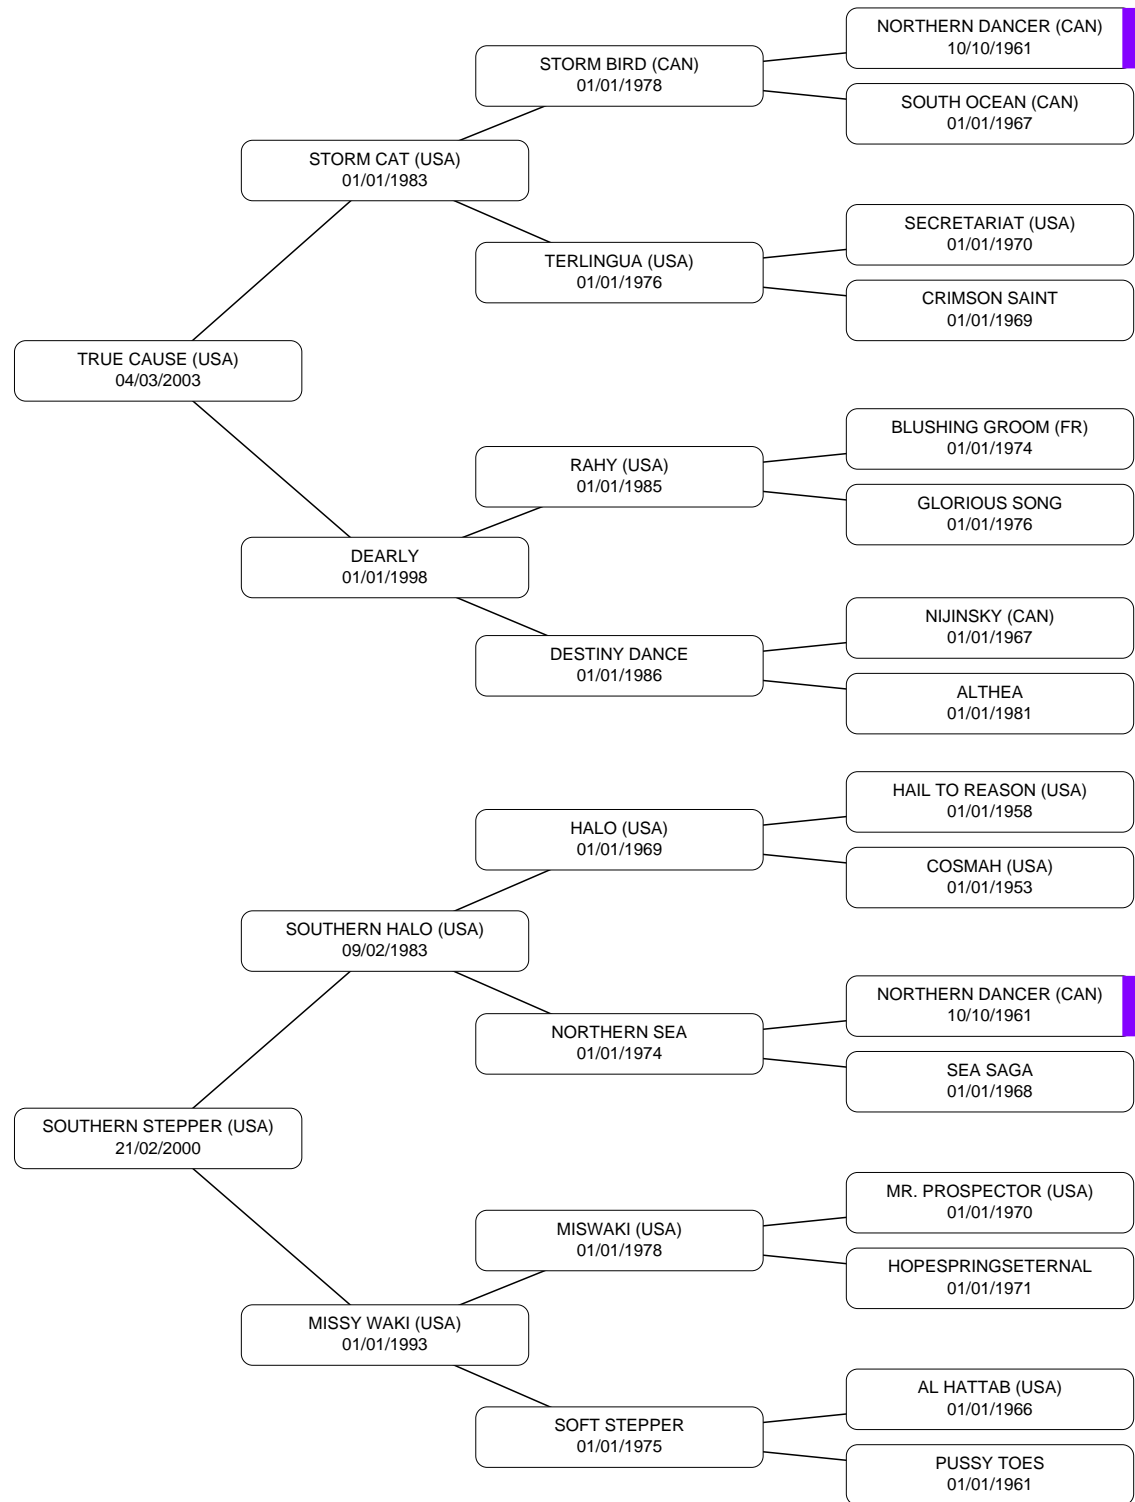 NORTHERN DANCER (CAN)
10/10/1961
STORM BIRD (CAN)
01/01/1978
SOUTH OCEAN (CAN)
01/01/1967
STORM CAT (USA)
01/01/1983
SECRETARIAT (USA)
01/01/1970
TERLINGUA (USA)
01/01/1976
CRIMSON SAINT
01/01/1969
TRUE CAUSE (USA)
04/03/2003
BLUSHING GROOM (FR)
01/01/1974
RAHY (USA)
01/01/1985
GLORIOUS SONG
01/01/1976
DEARLY
01/01/1998
NIJINSKY (CAN)
01/01/1967
DESTINY DANCE
01/01/1986
ALTHEA
01/01/1981
HAIL TO REASON (USA)
01/01/1958
HALO (USA)
01/01/1969
COSMAH (USA)
01/01/1953
SOUTHERN HALO (USA)
09/02/1983
NORTHERN DANCER (CAN)
10/10/1961
NORTHERN SEA
01/01/1974
SEA SAGA
01/01/1968
SOUTHERN STEPPER (USA)
21/02/2000
MR. PROSPECTOR (USA)
01/01/1970
MISWAKI (USA)
01/01/1978
HOPESPRINGSETERNAL
01/01/1971
MISSY WAKI (USA)
01/01/1993
AL HATTAB (USA)
01/01/1966
SOFT STEPPER
01/01/1975
PUSSY TOES
01/01/1961